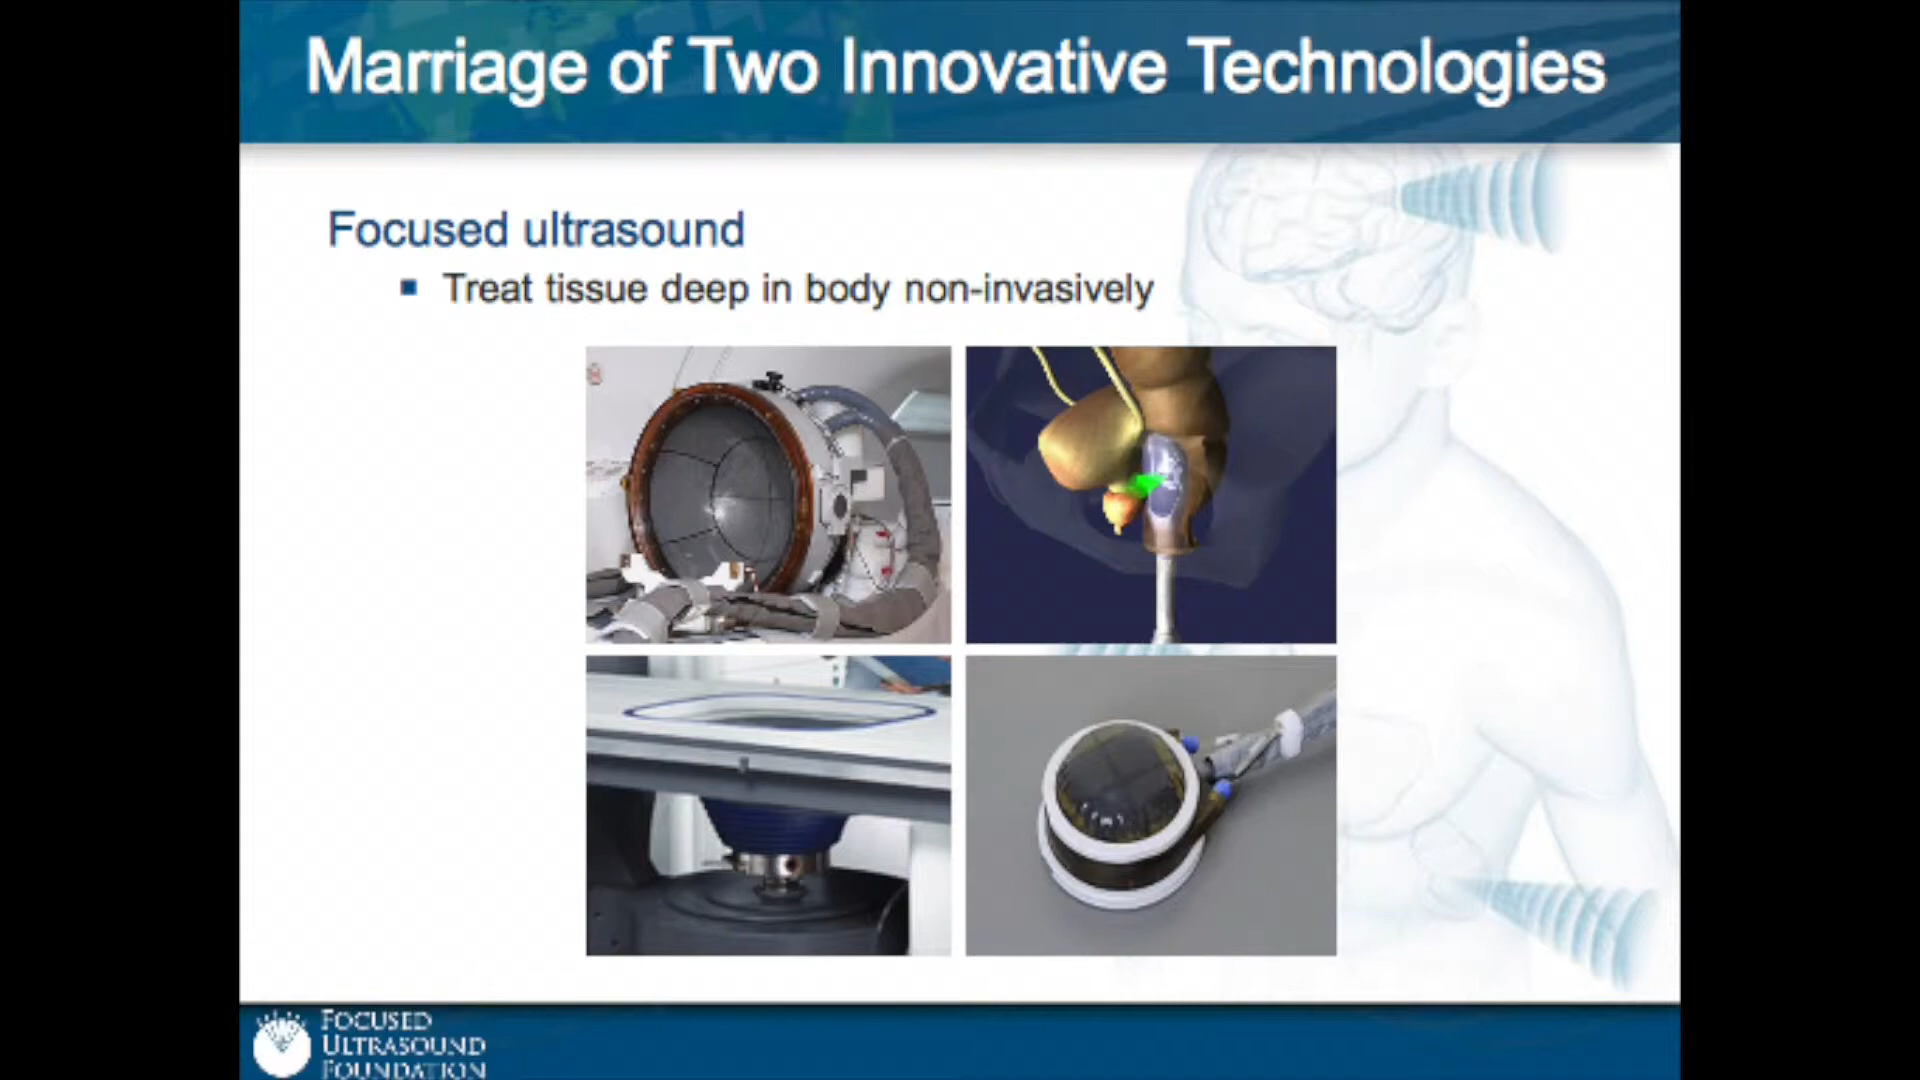 Marriage of Two Innovative Technologies
Focused ultrasound
▪ Treat tissue deep in body non-invasively
FOCUSED
ULTRASOUND
FOUNDATION